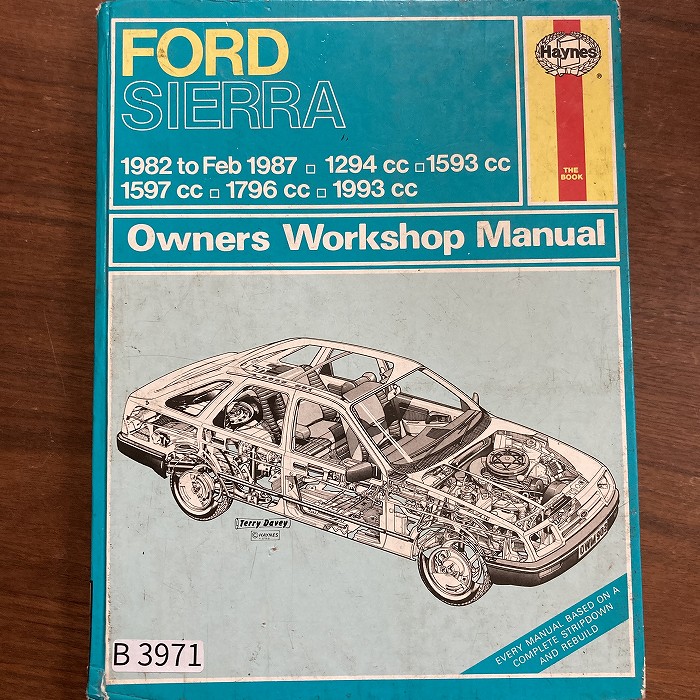 FORD
SIERRA
Haynes
®
THE
BOOK
1982 to Feb 1987 □ 1294 cc □ 1593 cc
1597 cc □ 1796 cc □ 1993 cc
Owners Workshop Manual
Terry Davey
© HAYNES
EVERY MANUAL BASED ON A
COMPLETE STRIPDOWN
AND REBUILD
B 3971